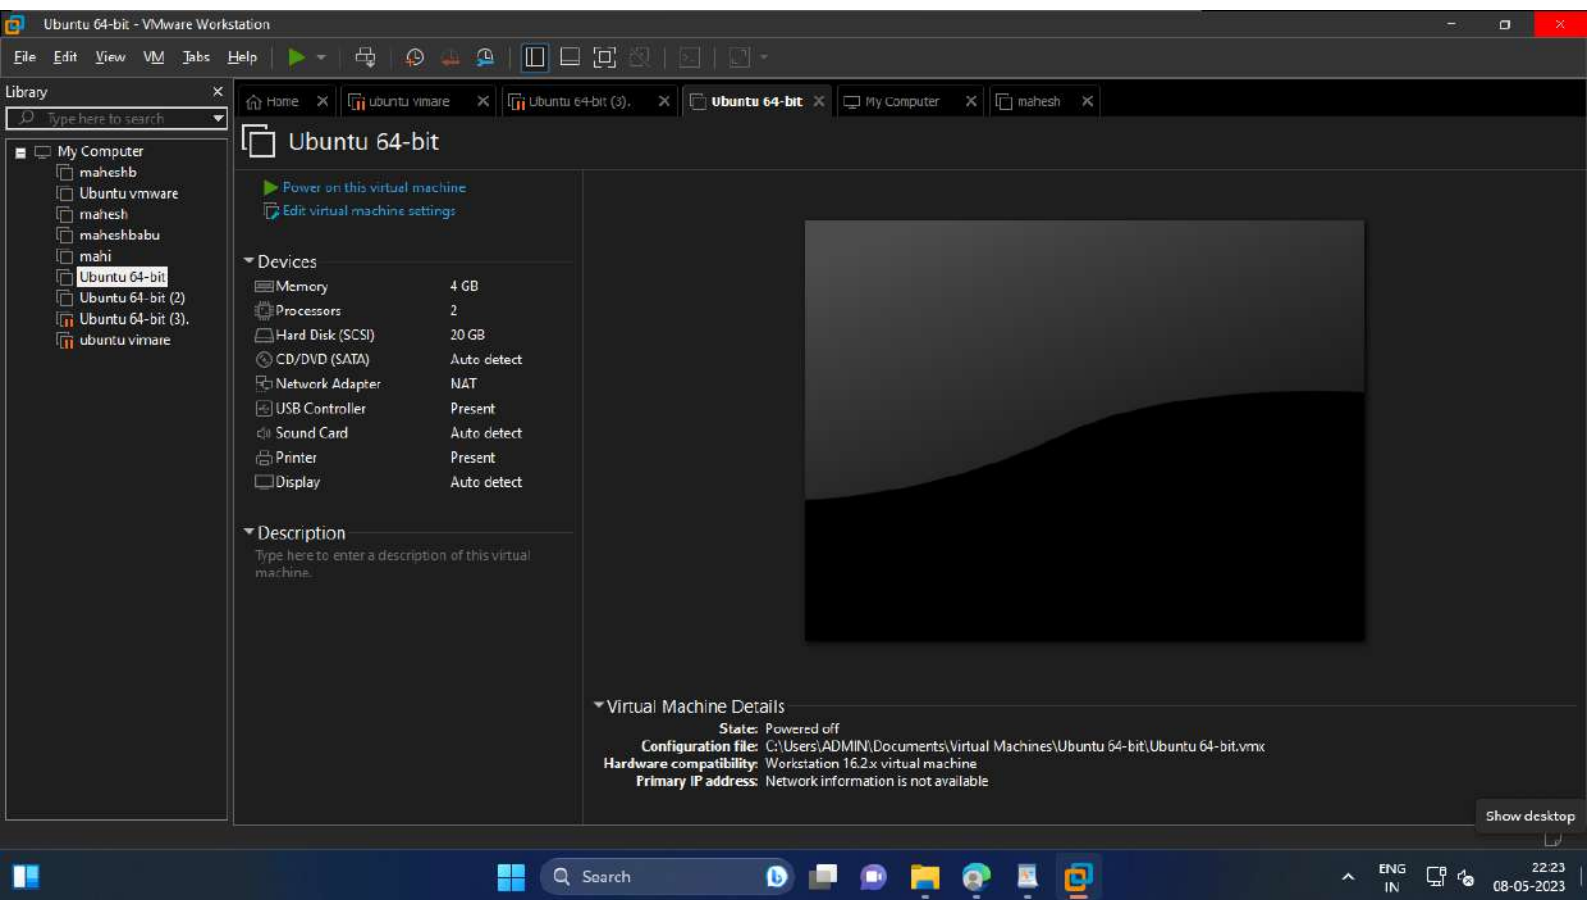 Ubuntu 64-bit - VMware Workstation
File Edit View VM Tabs Help
Library
Type here to search
My Computer
maheshb
Ubuntu vmware
mahesh
maheshbabu
mahi
Ubuntu 64-bit
Ubuntu 64-bit (2)
Ubuntu 64-bit (3).
ubuntu vimare
Home
ubuntu vimare
Ubuntu 64-bit (3).
Ubuntu 64-bit
My Computer
mahesh
Ubuntu 64-bit
Power on this virtual machine
Edit virtual machine settings
Devices
Memory 4 GB
Processors 2
Hard Disk (SCSI) 20 GB
CD/DVD (SATA) Auto detect
Network Adapter NAT
USB Controller Present
Sound Card Auto detect
Printer Present
Display Auto detect
Description
Type here to enter a description of this virtual
machine.
Virtual Machine Details
State: Powered off
Configuration file: C:\Users\ADMIN\Documents\Virtual Machines\Ubuntu 64-bit\Ubuntu 64-bit.vmx
Hardware compatibility: Workstation 16.2.x virtual machine
Primary IP address: Network information is not available
Show desktop
Search
ENG
IN
22:23
08-05-2023